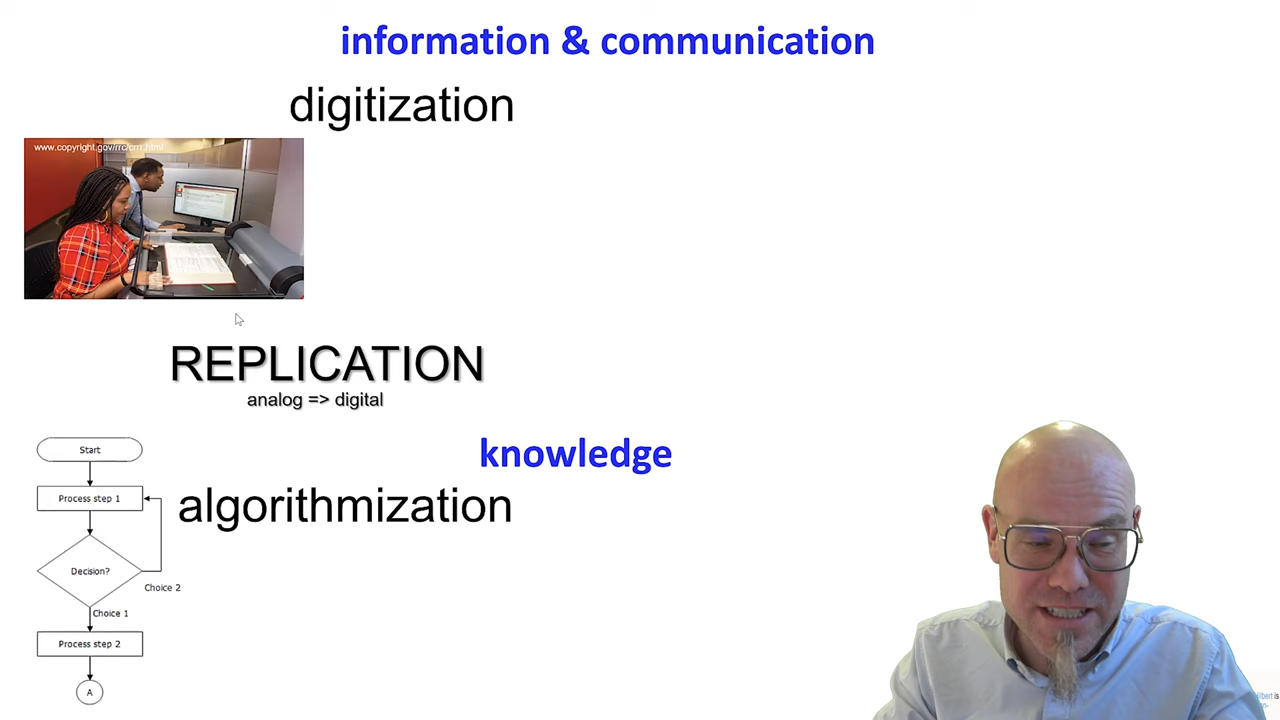 information & communication
digitization
www.copyright.gov/rrc/crrr.html
REPLICATION
analog => digital
knowledge
algorithmization
Start
Process step 1
Decision?
Choice 2
Choice 1
Process step 2
A
is